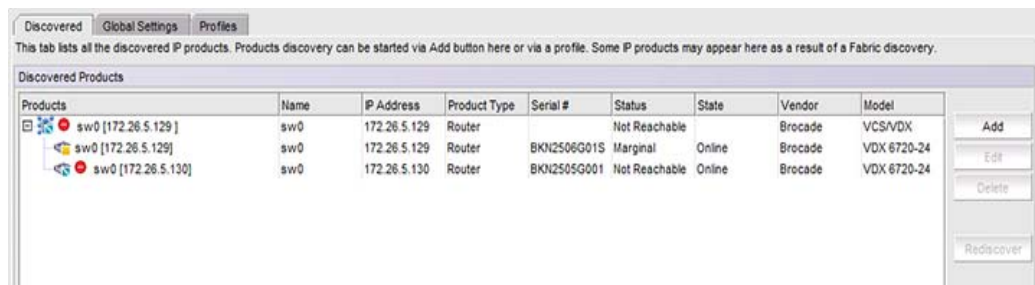 Discovered Global Settings Profiles
This tab lists all the discovered IP products. Products discovery can be started via Add button here or via a profile. Some IP products may appear here as a result of a Fabric discovery.
Discovered Products
Products Name IP Address Product Type Serial # Status State Vendor Model
sw0 [172.26.5.129 ] sw0 172.26.5.129 Router Not Reachable Brocade VCS/VDX
sw0 [172.26.5.129] sw0 172.26.5.129 Router BKN2506G01S Marginal Online Brocade VDX 6720-24
sw0 [172.26.5.130] sw0 172.26.5.130 Router BKN2505G001 Not Reachable Online Brocade VDX 6720-24
Add
Edit
Delete
Rediscover